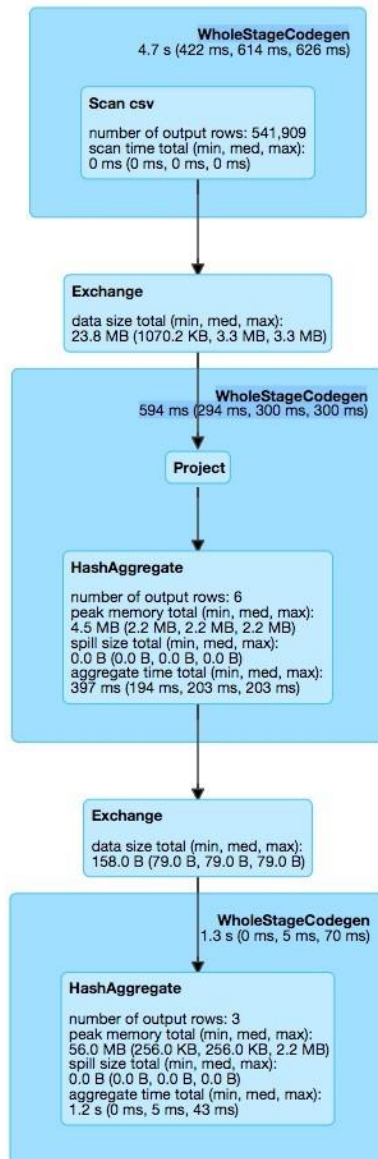 WholeStageCodegen
4.7 s (422 ms, 614 ms, 626 ms)
Scan csv
number of output rows: 541,909
scan time total (min, med, max):
0 ms (0 ms, 0 ms, 0 ms)
Exchange
data size total (min, med, max):
23.8 MB (1070.2 KB, 3.3 MB, 3.3 MB)
WholeStageCodegen
594 ms (294 ms, 300 ms, 300 ms)
Project
HashAggregate
number of output rows: 6
peak memory total (min, med, max):
4.5 MB (2.2 MB, 2.2 MB, 2.2 MB)
spill size total (min, med, max):
0.0 B (0.0 B, 0.0 B, 0.0 B)
aggregate time total (min, med, max):
397 ms (194 ms, 203 ms, 203 ms)
Exchange
data size total (min, med, max):
158.0 B (79.0 B, 79.0 B, 79.0 B)
WholeStageCodegen
1.3 s (0 ms, 5 ms, 70 ms)
HashAggregate
number of output rows: 3
peak memory total (min, med, max):
56.0 MB (256.0 KB, 256.0 KB, 2.2 MB)
spill size total (min, med, max):
0.0 B (0.0 B, 0.0 B, 0.0 B)
aggregate time total (min, med, max):
1.2 s (0 ms, 5 ms, 43 ms)